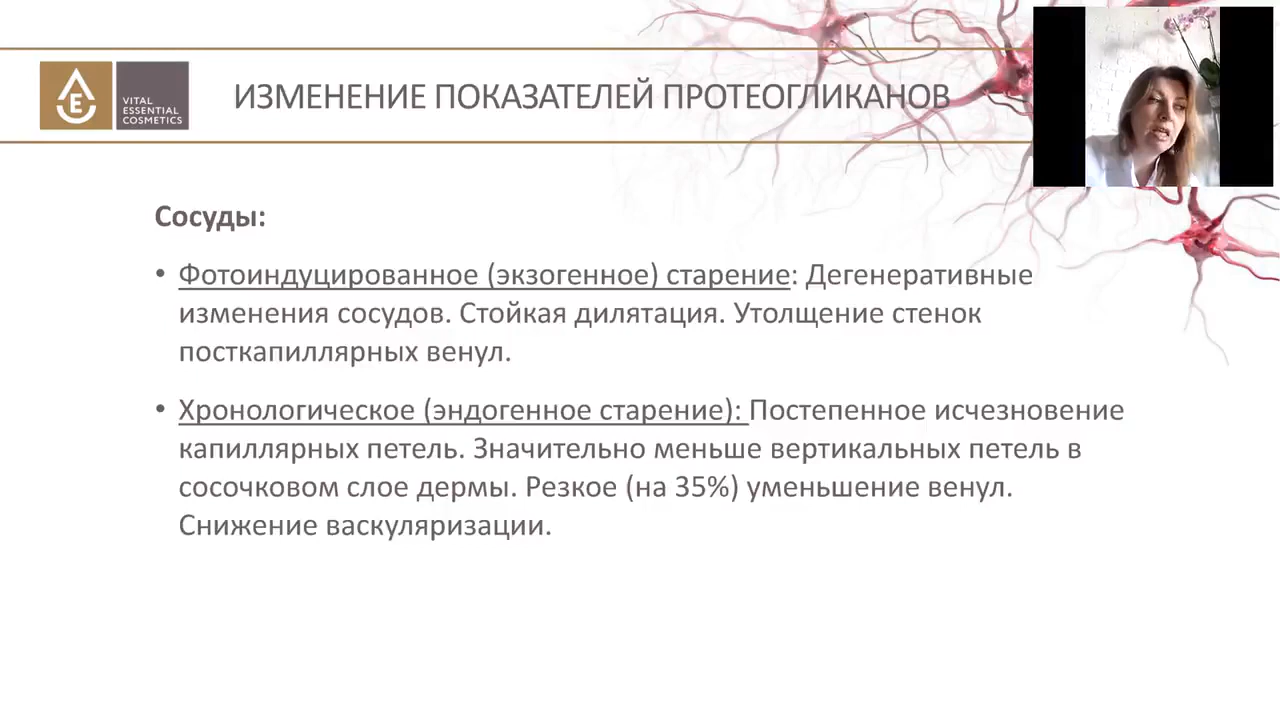 VITAL
ESSENTIAL
COSMETICS
ИЗМЕНЕНИЕ ПОКАЗАТЕЛЕЙ ПРОТЕОГЛИКАНОВ
Сосуды:
• Фотоиндуцированное (экзогенное) старение: Дегенеративные
изменения сосудов. Стойкая дилятация. Утолщение стенок
посткапиллярных венул.
• Хронологическое (эндогенное старение): Постепенное исчезновение
капиллярных петель. Значительно меньше вертикальных петель в
сосочковом слое дермы. Резкое (на 35%) уменьшение венул.
Снижение васкуляризации.